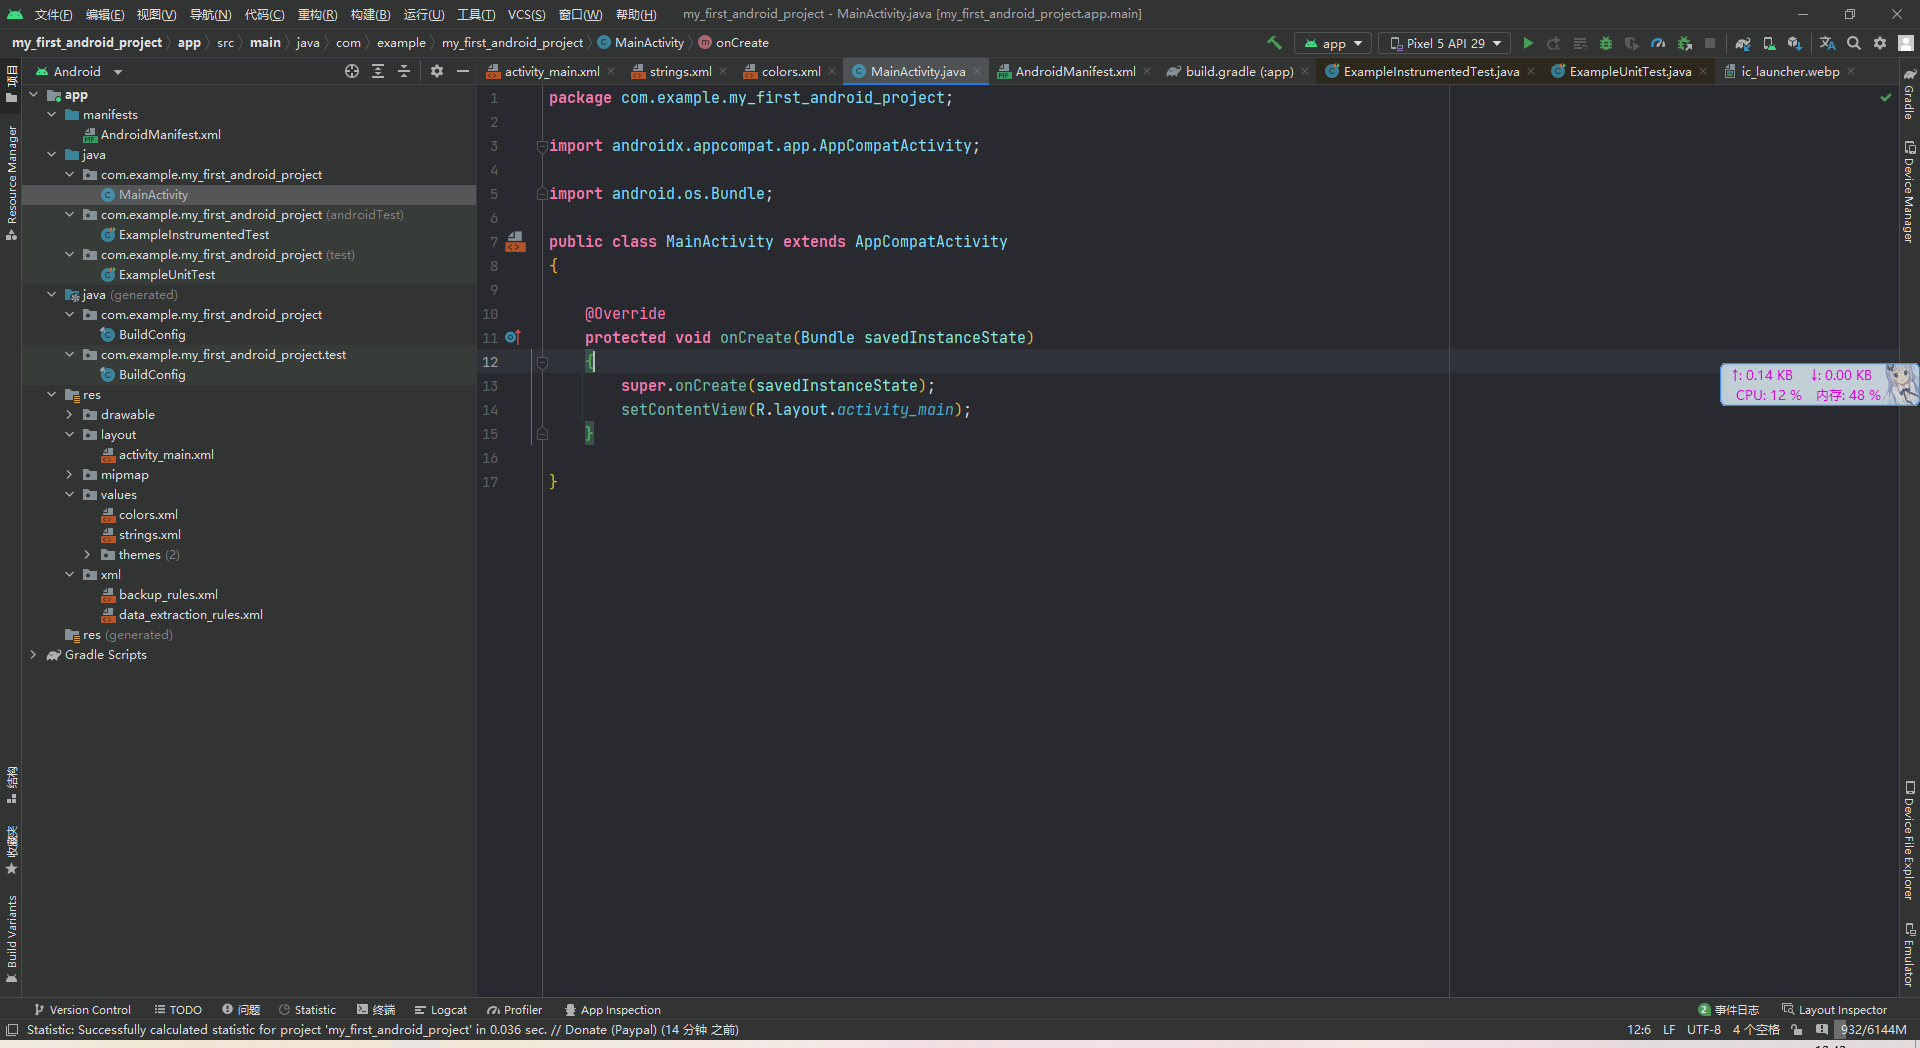 文件(F) 编辑(E) 视图(V) 导航(N) 代码(C) 重构(R) 构建(B) 运行(U) 工具(T) VCS(S) 窗口(W) 帮助(H) my_first_android_project - MainActivity.java [my_first_android_project.app.main]
my_first_android_project app src main java com example my_first_android_project MainActivity onCreate
app Pixel 5 API 29
项目
Resource Manager
结构
收藏夹
Build Variants
Android
app
manifests
AndroidManifest.xml
java
com.example.my_first_android_project
MainActivity
com.example.my_first_android_project (androidTest)
ExampleInstrumentedTest
com.example.my_first_android_project (test)
ExampleUnitTest
java (generated)
com.example.my_first_android_project
BuildConfig
com.example.my_first_android_project.test
BuildConfig
res
drawable
layout
activity_main.xml
mipmap
values
colors.xml
strings.xml
themes (2)
xml
backup_rules.xml
data_extraction_rules.xml
res (generated)
Gradle Scripts
activity_main.xml strings.xml colors.xml MainActivity.java AndroidManifest.xml build.gradle (:app) ExampleInstrumentedTest.java ExampleUnitTest.java ic_launcher.webp
1 package com.example.my_first_android_project;
2
3 import androidx.appcompat.app.AppCompatActivity;
4
5 import android.os.Bundle;
6
7 public class MainActivity extends AppCompatActivity
8 {
9
10 @Override
11 protected void onCreate(Bundle savedInstanceState)
12 {
13 super.onCreate(savedInstanceState);
14 setContentView(R.layout.activity_main);
15 }
16
17 }
↑: 0.14 KB ↓: 0.00 KB
CPU: 12 % 内存: 48 %
Gradle
Device Manager
Device File Explorer
Emulator
Version Control TODO 问题 Statistic 终端 Logcat Profiler App Inspection 2 事件日志 Layout Inspector
Statistic: Successfully calculated statistic for project 'my_first_android_project' in 0.036 sec. // Donate (Paypal) (14 分钟 之前) 12:6 LF UTF-8 4 个空格 932/6144M